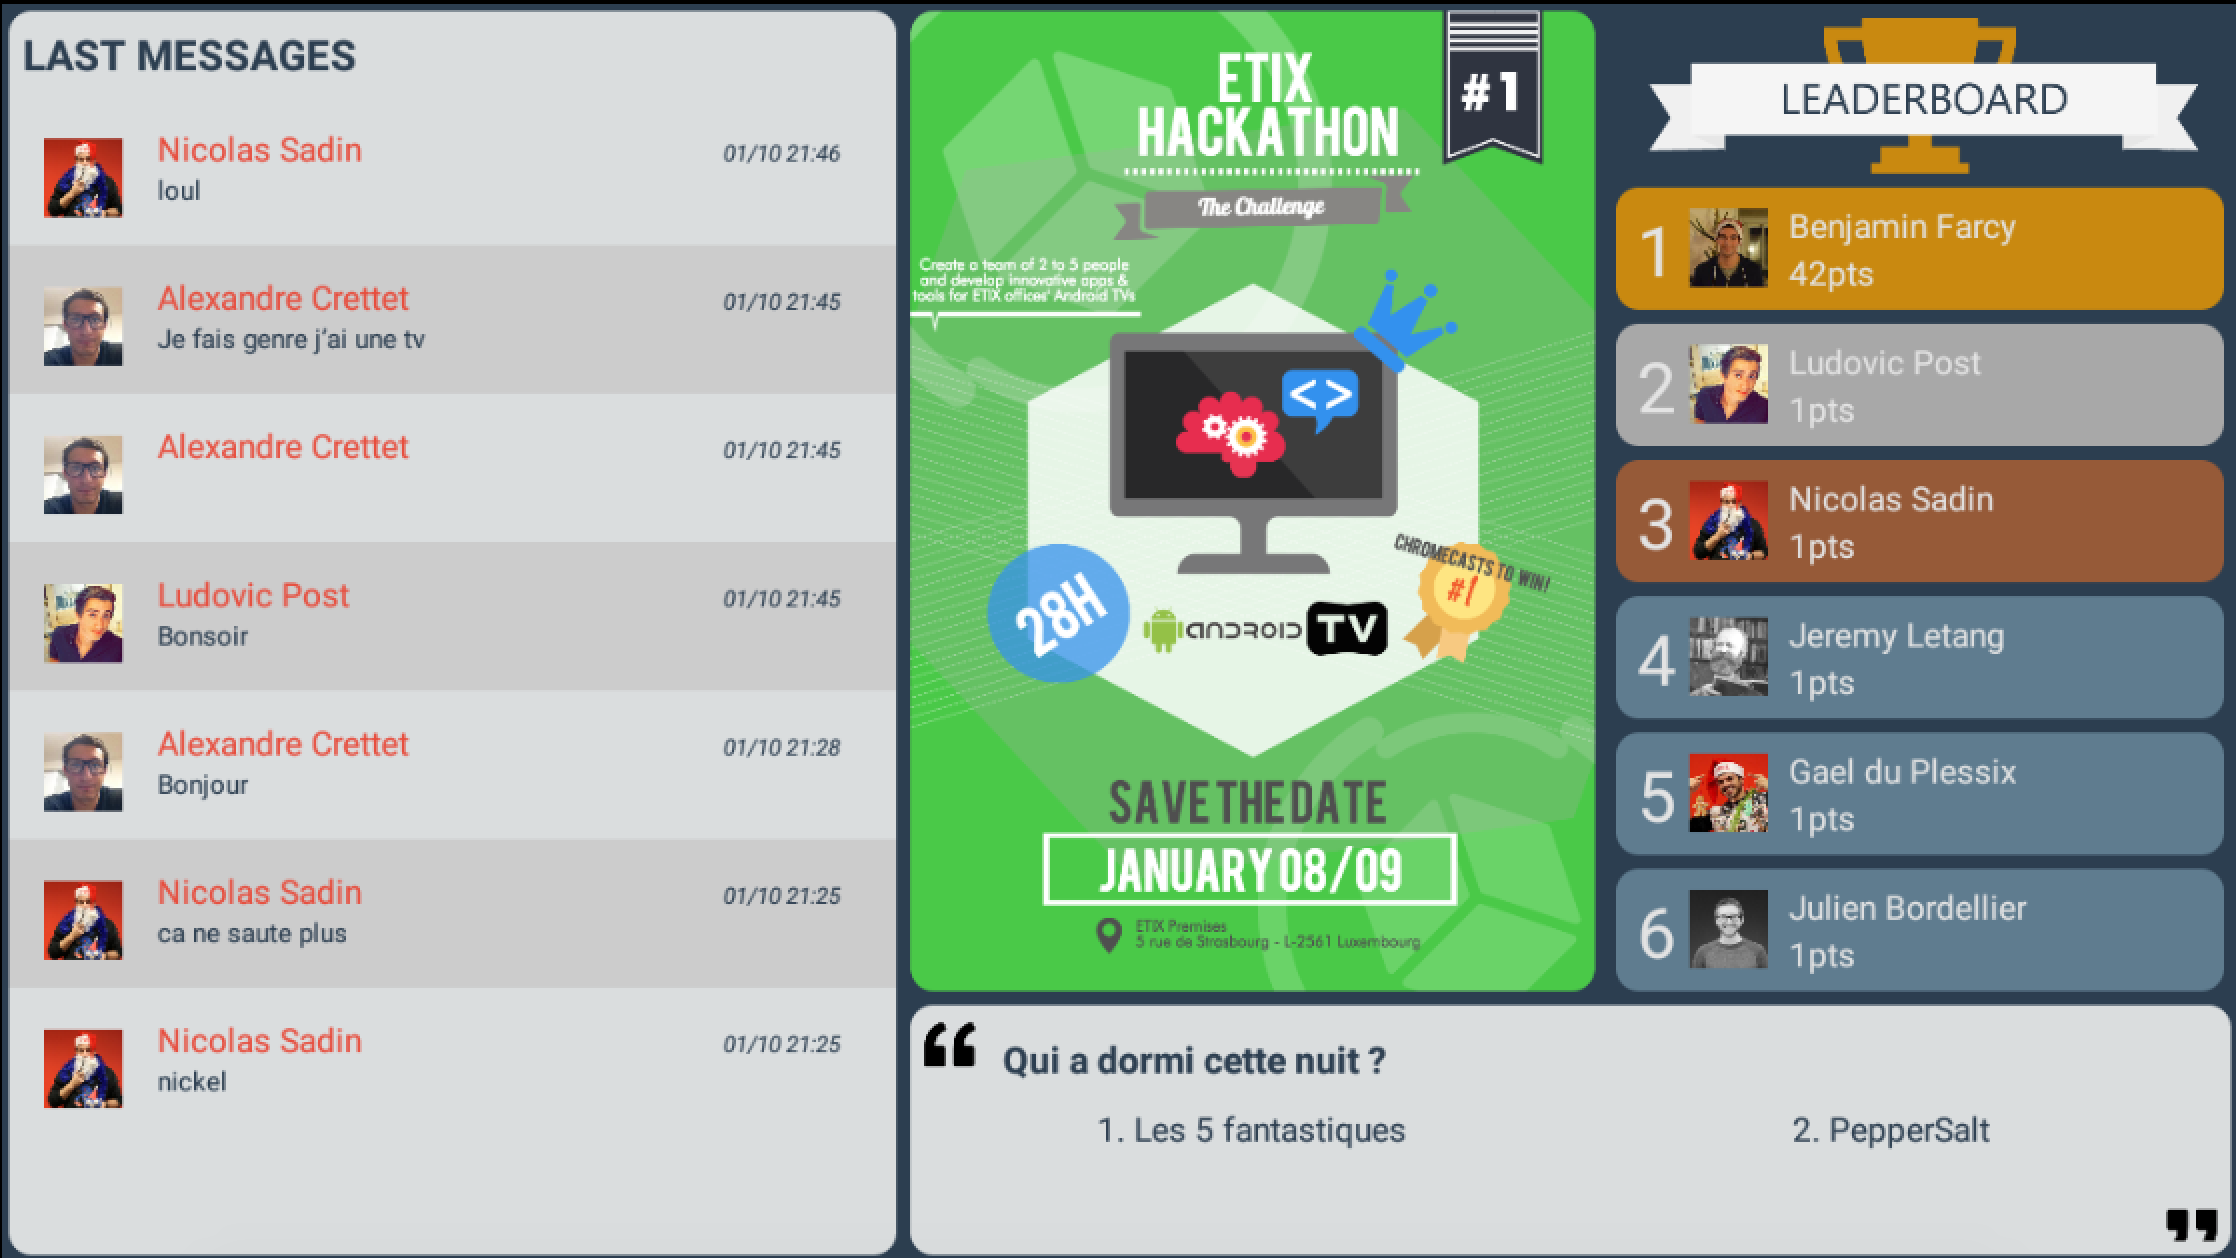 LAST MESSAGES
Nicolas Sadin
01/10 21:46
loul
Alexandre Crettet
01/10 21:45
Je fais genre j'ai une tv
Alexandre Crettet
01/10 21:45
Ludovic Post
01/10 21:45
Bonsoir
Alexandre Crettet
01/10 21:28
Bonjour
Nicolas Sadin
01/10 21:25
ca ne saute plus
Nicolas Sadin
01/10 21:25
nickel
ETIX
HACKATHON
#1
The Challenge
Create a team of 2 to 5 people
and develop innovative apps &
tools for ETIX offices' Android TVs
<>
CHROMECASTS TO WIN!
#1
28H
ANDROID TV
SAVE THE DATE
JANUARY 08/09
ETIX Premises
5 rue de Strasbourg - L-2561 Luxembourg
LEADERBOARD
1
Benjamin Farcy
42pts
2
Ludovic Post
1pts
3
Nicolas Sadin
1pts
4
Jeremy Letang
1pts
5
Gael du Plessix
1pts
6
Julien Bordellier
1pts
“
Qui a dormi cette nuit ?
1. Les 5 fantastiques
2. PepperSalt
”